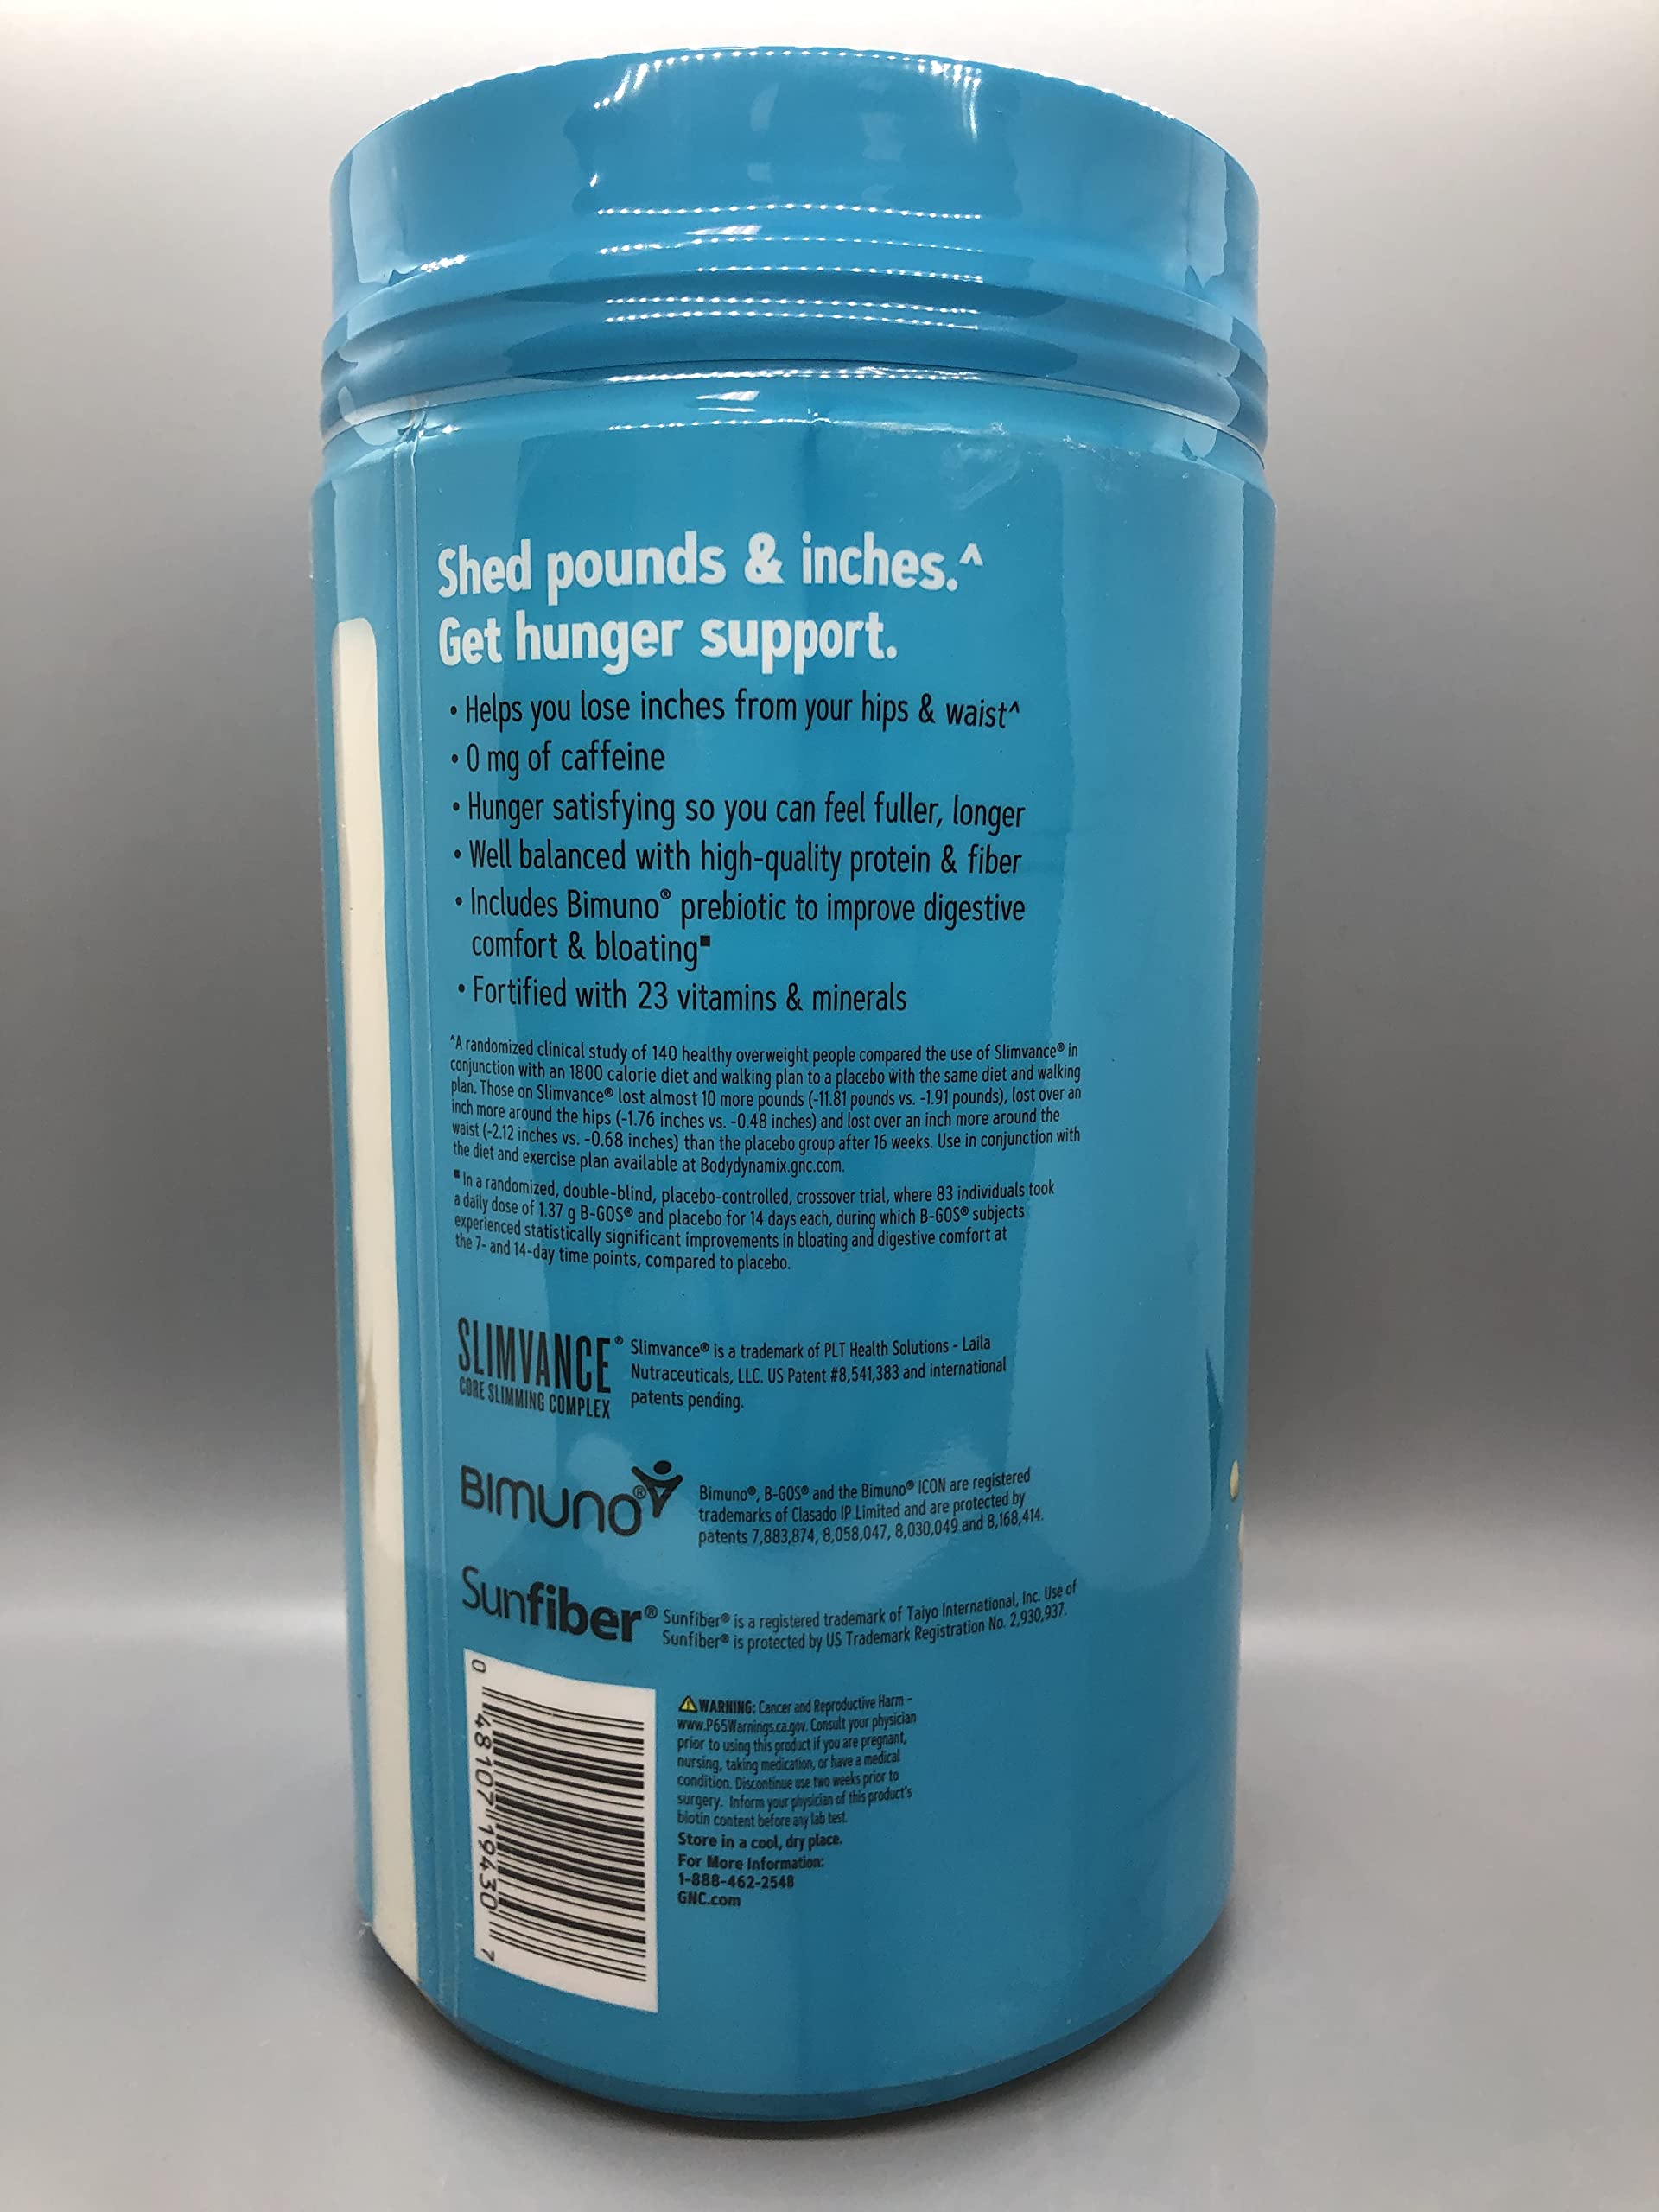 Shed pounds & inches.^
Get hunger support.
• Helps you lose inches from your hips & waist^
• 0 mg of caffeine
• Hunger satisfying so you can feel fuller, longer
• Well balanced with high-quality protein & fiber
• Includes Bimuno® prebiotic to improve digestive
comfort & bloating■
• Fortified with 23 vitamins & minerals
^A randomized clinical study of 140 healthy overweight people compared the use of Slimvance® in
conjunction with an 1800 calorie diet and walking plan to a placebo with the same diet and walking
plan. Those on Slimvance® lost almost 10 more pounds (-11.81 pounds vs. -1.91 pounds), lost over an
inch more around the hips (-1.76 inches vs. -0.48 inches) and lost over an inch more around the
waist (-2.12 inches vs. -0.68 inches) than the placebo group after 16 weeks. Use in conjunction with
the diet and exercise plan available at Bodydynamix.gnc.com.
■In a randomized, double-blind, placebo-controlled, crossover trial, where 83 individuals took
a daily dose of 1.37 g B-GOS® and placebo for 14 days each, during which B-GOS® subjects
experienced statistically significant improvements in bloating and digestive comfort at
the 7- and 14-day time points, compared to placebo.
SLIMVANCE®
CORE SLIMMING COMPLEX
Slimvance® is a trademark of PLT Health Solutions - Laila
Nutraceuticals, LLC. US Patent #8,541,383 and international
patents pending.
BIMUNO®
Bimuno®, B-GOS® and the Bimuno® ICON are registered
trademarks of Clasado IP Limited and are protected by
patents 7,883,874, 8,058,047, 8,030,049 and 8,168,414.
Sunfiber®
Sunfiber® is a registered trademark of Taiyo International, Inc. Use of
Sunfiber® is protected by US Trademark Registration No. 2,930,937.
0 48107 19430 7
WARNING: Cancer and Reproductive Harm -
www.P65Warnings.ca.gov. Consult your physician
prior to using this product if you are pregnant,
nursing, taking medication, or have a medical
condition. Discontinue use two weeks prior to
surgery. Inform your physician of this product's
biotin content before any lab test.
Store in a cool, dry place.
For More Information:
1-888-462-2548
GNC.com